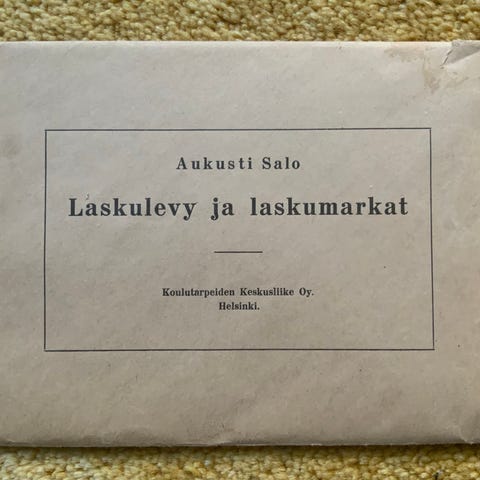 Aukusti Salo
Laskulevy ja laskumarkat
Koulutarpeiden Keskusliike Oy.
Helsinki.